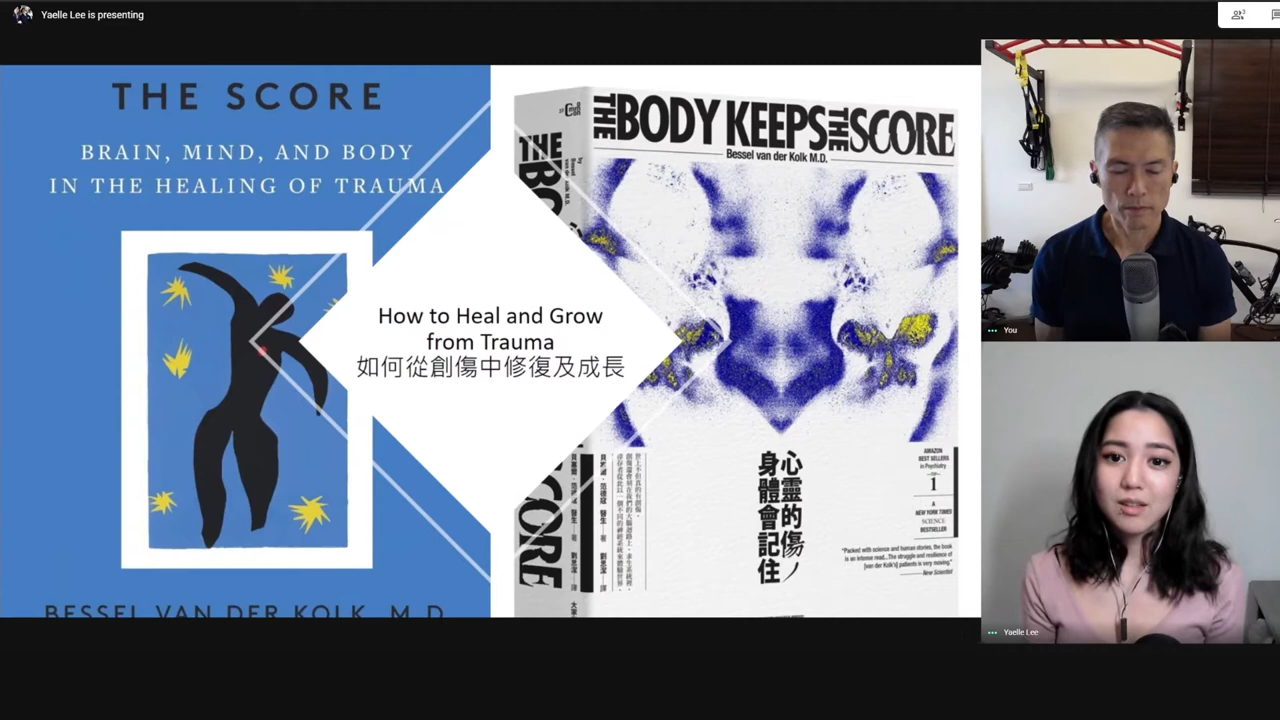 Yaelle Lee is presenting
THE SCORE
BRAIN, MIND, AND BODY
IN THE HEALING OF TRAUMA
BESSEL VAN DER KOLK, M.D.
How to Heal and Grow
from Trauma
如何從創傷中修復及成長
THE BODY KEEPS THE SCORE
Bessel van der Kolk M.D.
心靈的傷
身體會記住
AMAZON
BEST SELLERS
in Psychiatry
TOP
1
A
NEW YORK TIMES
SCIENCE
BESTSELLER
"Packed with science and human stories, the book
is an intense read...The struggle and resilience of
[van der Kolk's] patients is very moving."
New Scientist
THE
SCORE
You
Yaelle Lee